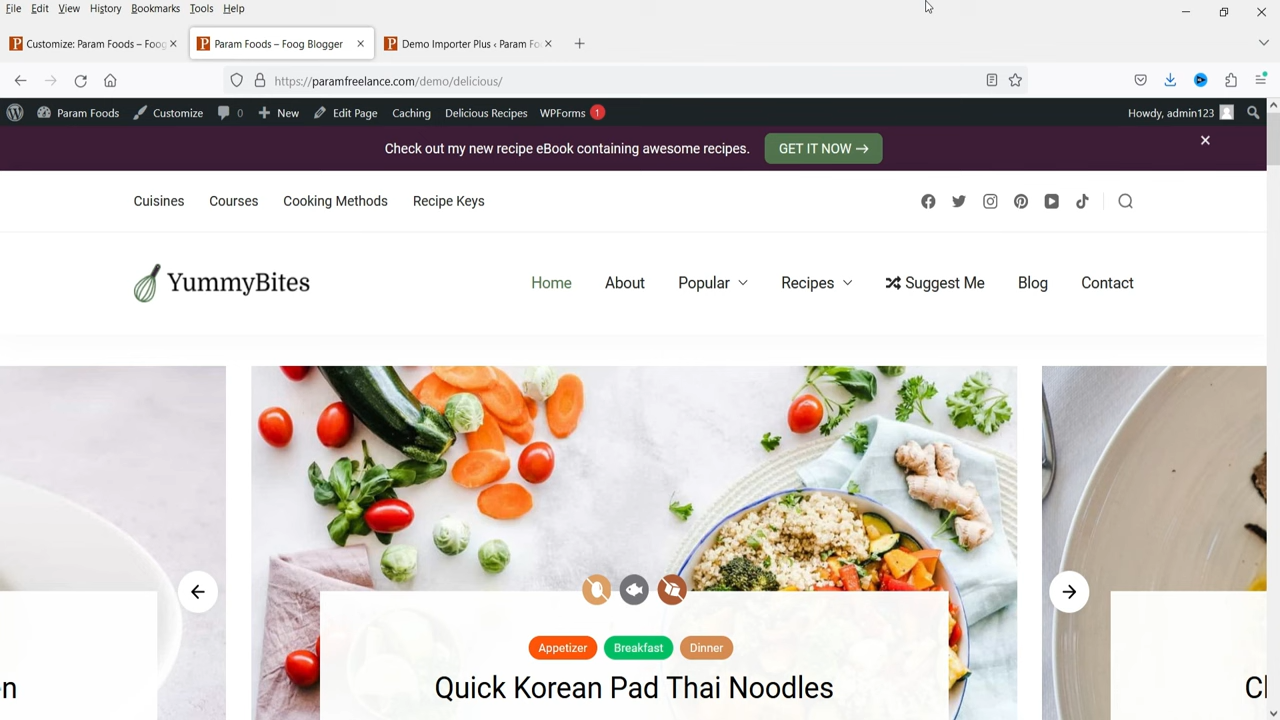 File Edit View History Bookmarks Tools Help
Customize: Param Foods – Foog
Param Foods – Foog Blogger
Demo Importer Plus ‹ Param Fo
https://paramfreelance.com/demo/delicious/
Param Foods Customize 0 New Edit Page Caching Delicious Recipes WPForms 1 Howdy, admin123
Check out my new recipe eBook containing awesome recipes. GET IT NOW →
Cuisines Courses Cooking Methods Recipe Keys
YummyBites
Home About Popular Recipes Suggest Me Blog Contact
Appetizer Breakfast Dinner
en Quick Korean Pad Thai Noodles